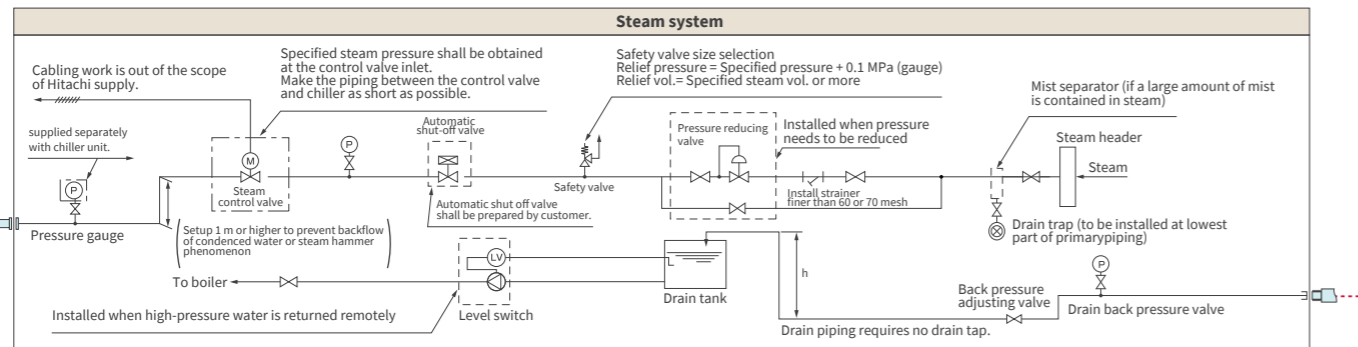 Steam system
Cabling work is out of the scope
of Hitachi supply.
Specified steam pressure shall be obtained
at the control valve inlet.
Make the piping between the control valve
and chiller as short as possible.
Safety valve size selection
Relief pressure = Specified pressure + 0.1 MPa (gauge)
Relief vol.= Specified steam vol. or more
Mist separator (if a large amount of mist
is contained in steam)
supplied separately
with chiller unit.
Automatic
shut-off valve
Pressure reducing
valve
Installed when pressure
needs to be reduced
Steam header
M
P
P
Steam
Steam
control valve
Safety valve
Install strainer
finer than 60 or 70 mesh
Automatic shut off valve
shall be prepared by customer.
Pressure gauge
Setup 1 m or higher to prevent backflow
of condenced water or steam hammer
phenomenon
Drain trap (to be installed at lowest
part of primarypiping)
LV
To boiler
Drain tank
h
P
Back pressure
adjusting valve
Drain back pressure valve
Installed when high-pressure water is returned remotely
Level switch
Drain piping requires no drain tap.